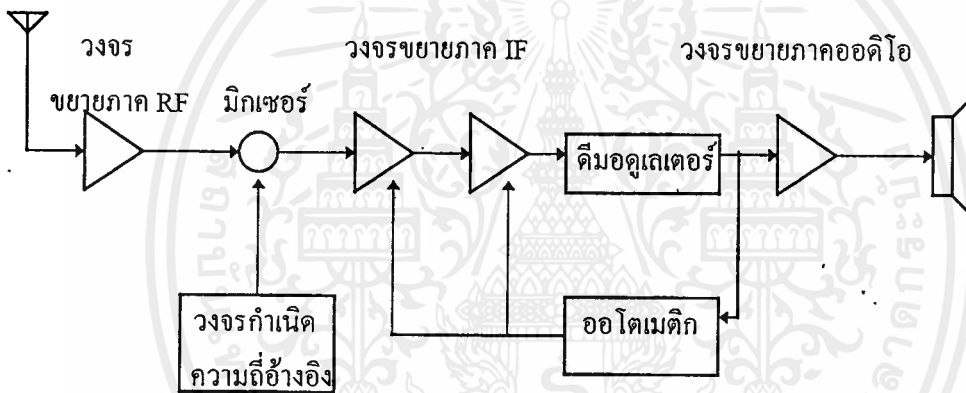 วงจร
ขยายภาค RF
มิกเซอร์
วงจรขยายภาค IF
วงจรขยายภาคออดิโอ
ดีมอดูเลเตอร์
วงจรกำเนิด
ความถี่อ้างอิง
ออโตเมติก